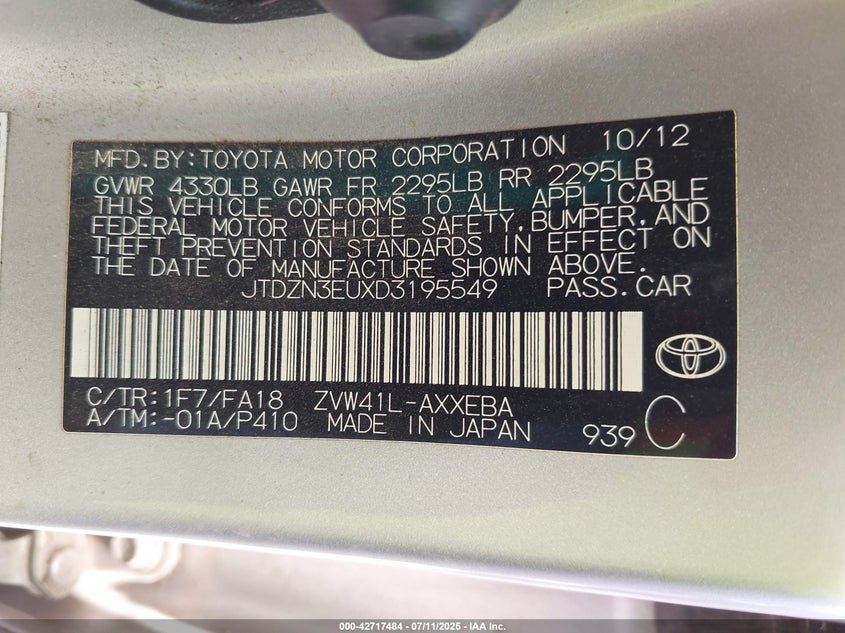 MFD.BY:TOYOTA MOTOR CORPORATION 10/12
GVWR 4330LB GAWR FR 2295LB RR 2295LB
THIS VEHICLE CONFORMS TO ALL APPLICABLE
FEDERAL MOTOR VEHICLE SAFETY,BUMPER,AND
THEFT PREVENTION STANDARDS IN EFFECT ON
THE DATE OF MANUFACTURE SHOWN ABOVE.
JTDZN3EUXD3195549 PASS.CAR
C/TR:1F7/FA18 ZVW41L-AXXEBA
A/TM:-01A/P410 MADE IN JAPAN 939 C
000-42717484 - 07/11/2025 - IAA Inc.